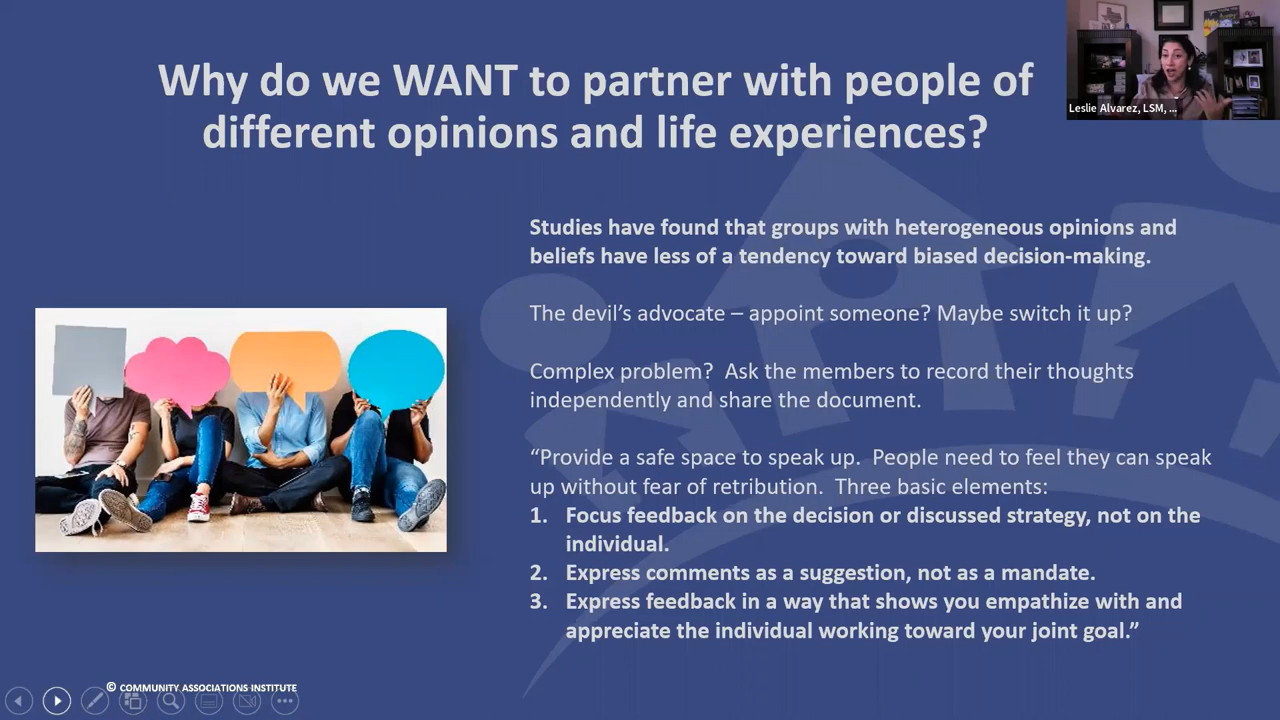 Why do we WANT to partner with people of
different opinions and life experiences?
Leslie Alvarez, LSM, ...
Studies have found that groups with heterogeneous opinions and
beliefs have less of a tendency toward biased decision-making.
The devil’s advocate – appoint someone? Maybe switch it up?
Complex problem?  Ask the members to record their thoughts
independently and share the document.
“Provide a safe space to speak up.  People need to feel they can speak
up without fear of retribution.  Three basic elements:
1. Focus feedback on the decision or discussed strategy, not on the
individual.
2. Express comments as a suggestion, not as a mandate.
3. Express feedback in a way that shows you empathize with and
appreciate the individual working toward your joint goal.”
© COMMUNITY ASSOCIATIONS INSTITUTE